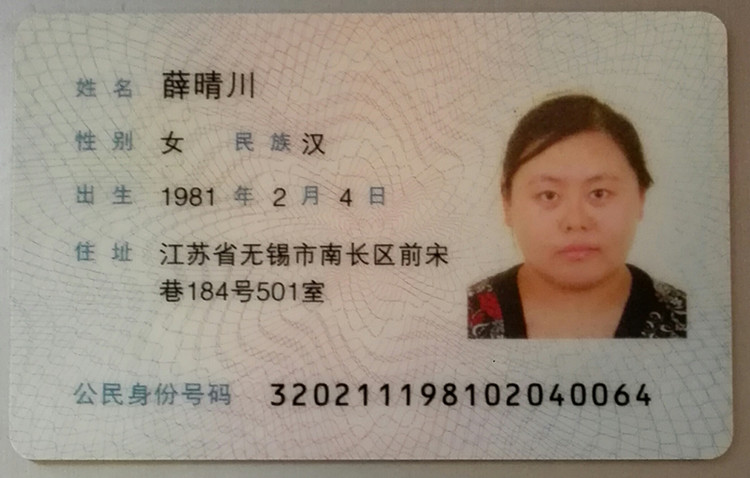 姓名 薛晴川
性别 女 民族 汉
出生 1981 年 2 月 4 日
住址 江苏省无锡市南长区前宋
巷184号501室
公民身份号码 320211198102040064